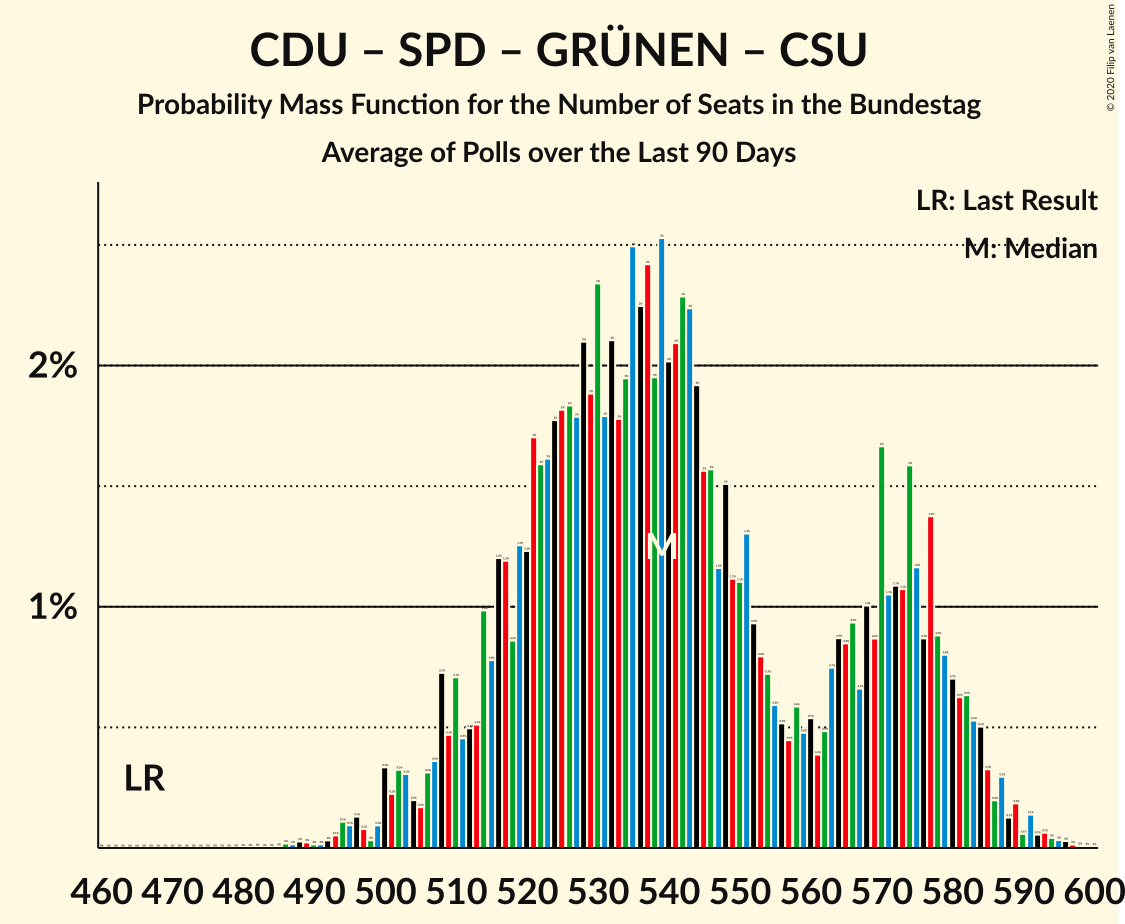 CDU – SPD – GRÜNEN – CSU
Probability Mass Function for the Number of Seats in the Bundestag
Average of Polls over the Last 90 Days
© 2020 Filip van Laenen
LR: Last Result
M: Median
2%
1%
M
LR
460 470 480 490 500 510 520 530 540 550 560 570 580 590 600